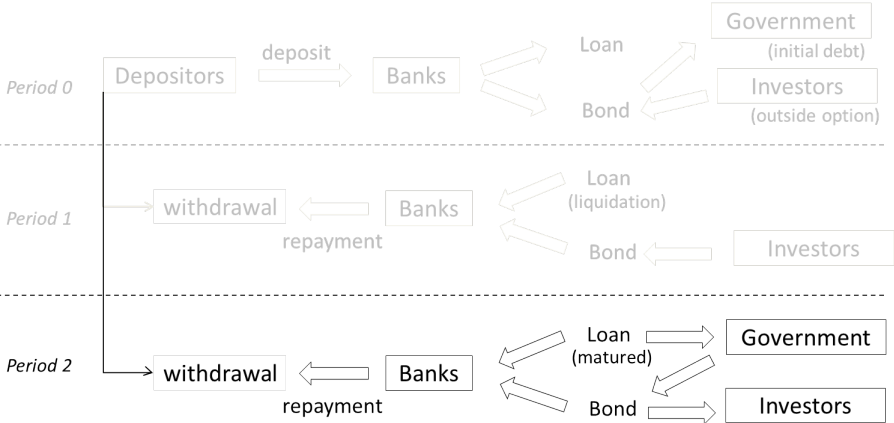 Government
deposit
Loan
(initial debt)
Period 0
Depositors
Banks
Investors
Bond
(outside option)
Loan
Period 1
withdrawal
Banks
(liquidation)
repayment
Bond
Investors
Loan
Government
Period 2
(matured)
withdrawal
Banks
repayment
Bond
Investors